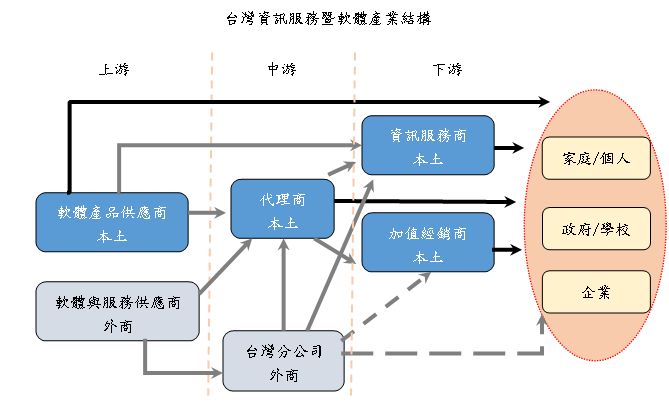 台灣資訊服務暨軟體產業結構
上游
中游
下游
資訊服務商
本土
家庭/個人
軟體產品供應商
本土
代理商
本土
加值經銷商
本土
政府/學校
軟體與服務供應商
外商
企業
台灣分公司
外商